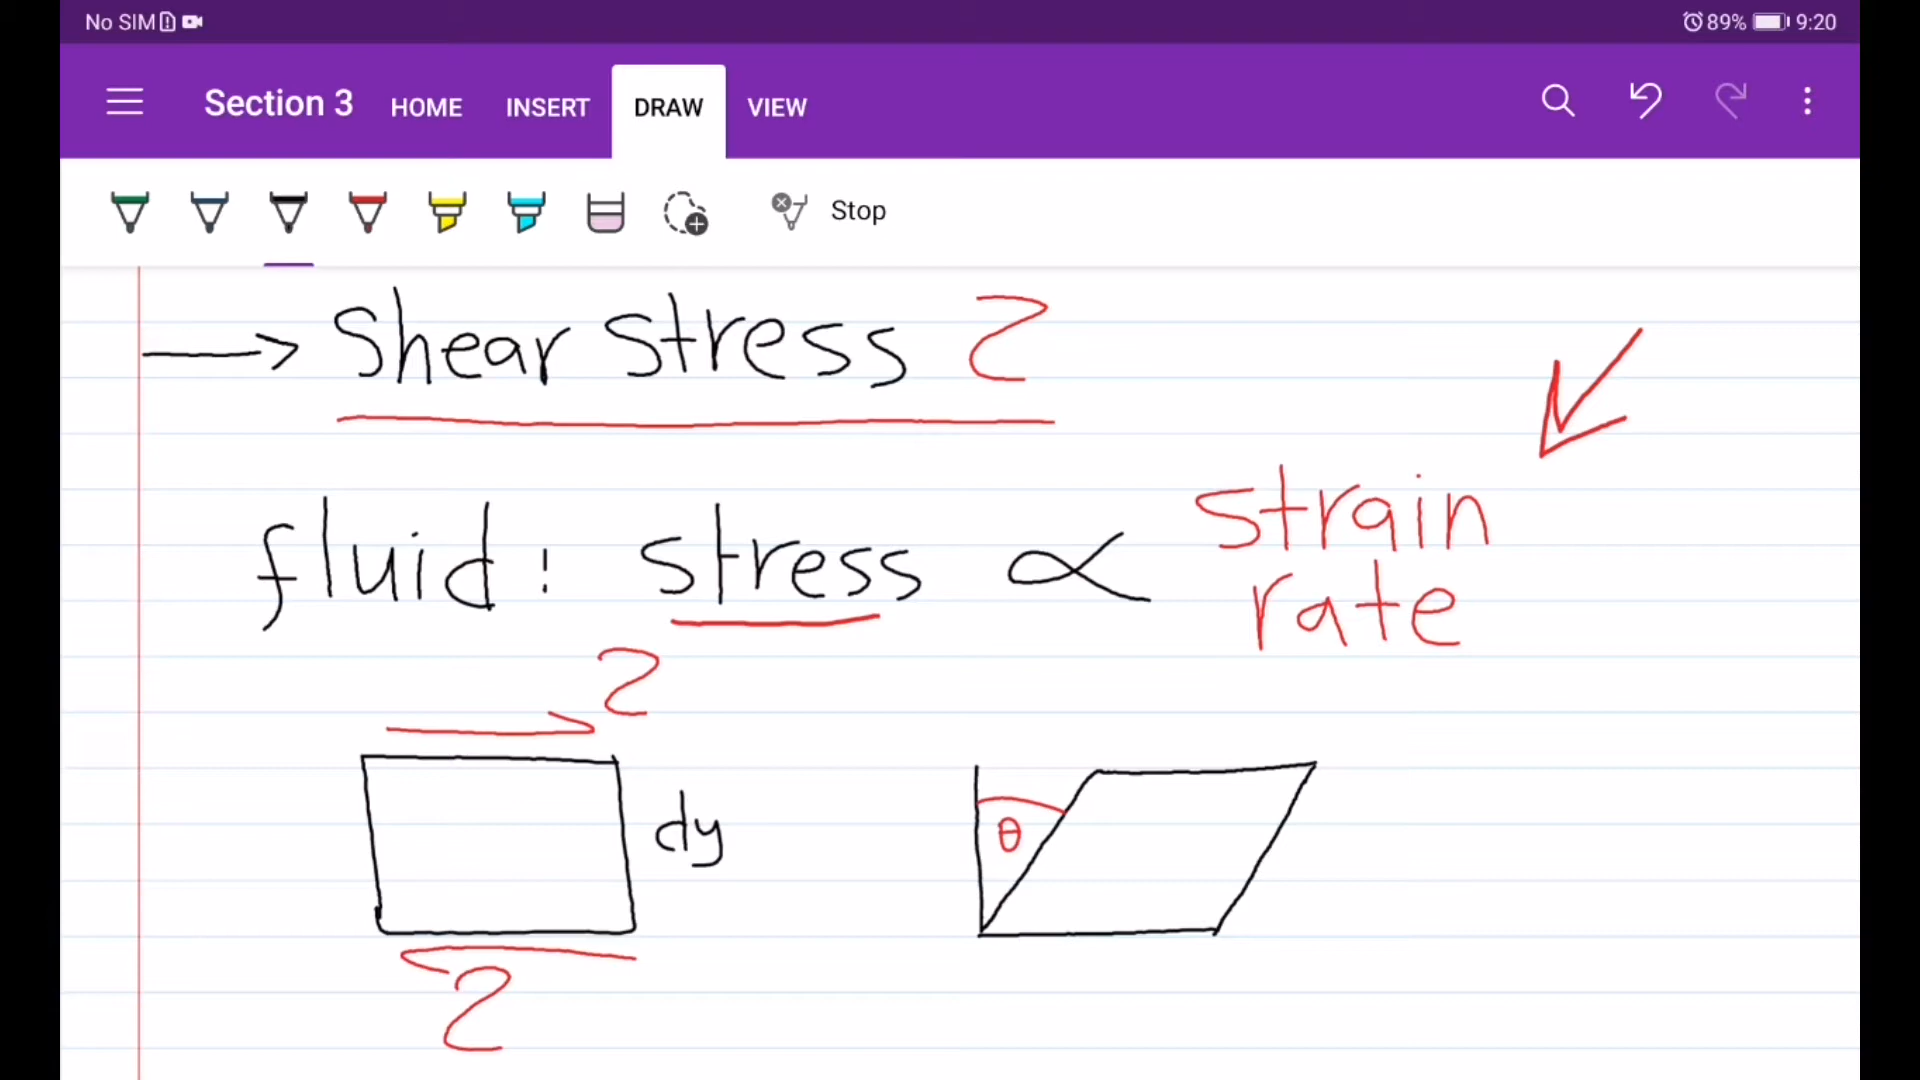 No SIM 89% 9:20
Section 3 HOME INSERT DRAW VIEW
Stop
→ Shear Stress τ
fluid: stress ∝ strain
rate
τ
dy
θ
τ